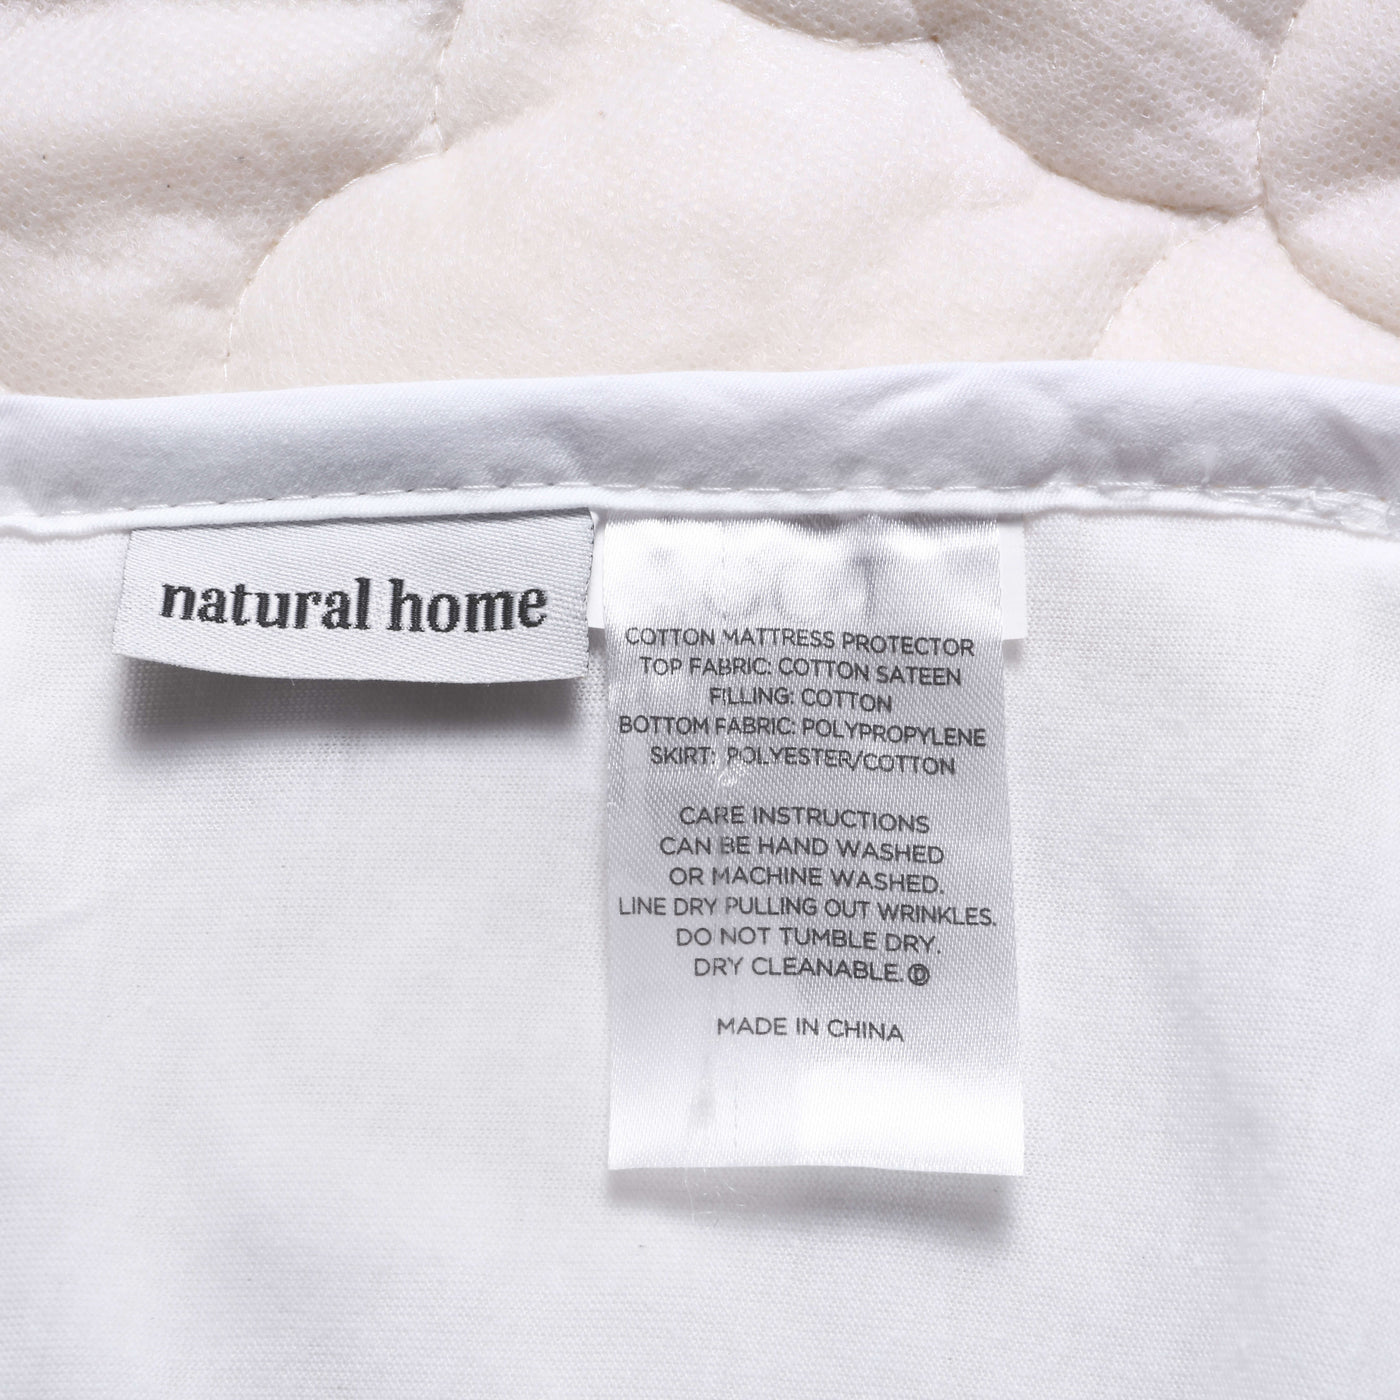 natural home
COTTON MATTRESS PROTECTOR
TOP FABRIC: COTTON SATEEN
FILLING: COTTON
BOTTOM FABRIC: POLYPROPYLENE
SKIRT: POLYESTER/COTTON
CARE INSTRUCTIONS
CAN BE HAND WASHED
OR MACHINE WASHED.
LINE DRY PULLING OUT WRINKLES.
DO NOT TUMBLE DRY.
DRY CLEANABLE. Ⓟ
MADE IN CHINA